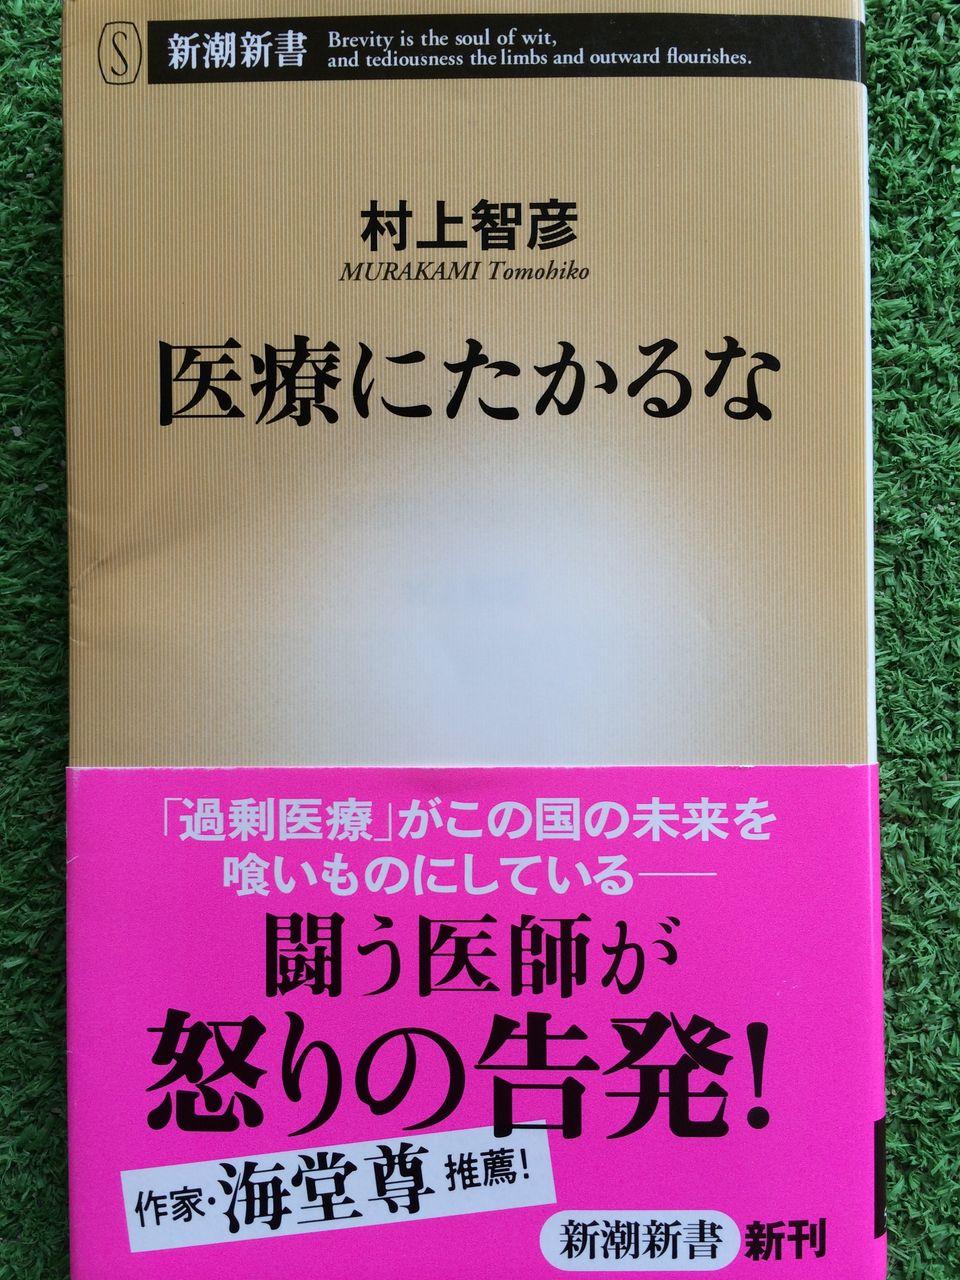 S
新潮新書
Brevity is the soul of wit,
and tediousness the limbs and outward flourishes.
村上智彦
MURAKAMI Tomohiko
医療にたかるな
「過剰医療」がこの国の未来を
喰いものにしている──
闘う医師が
怒りの告発!
作家・海堂尊 推薦!
新潮新書 新刊